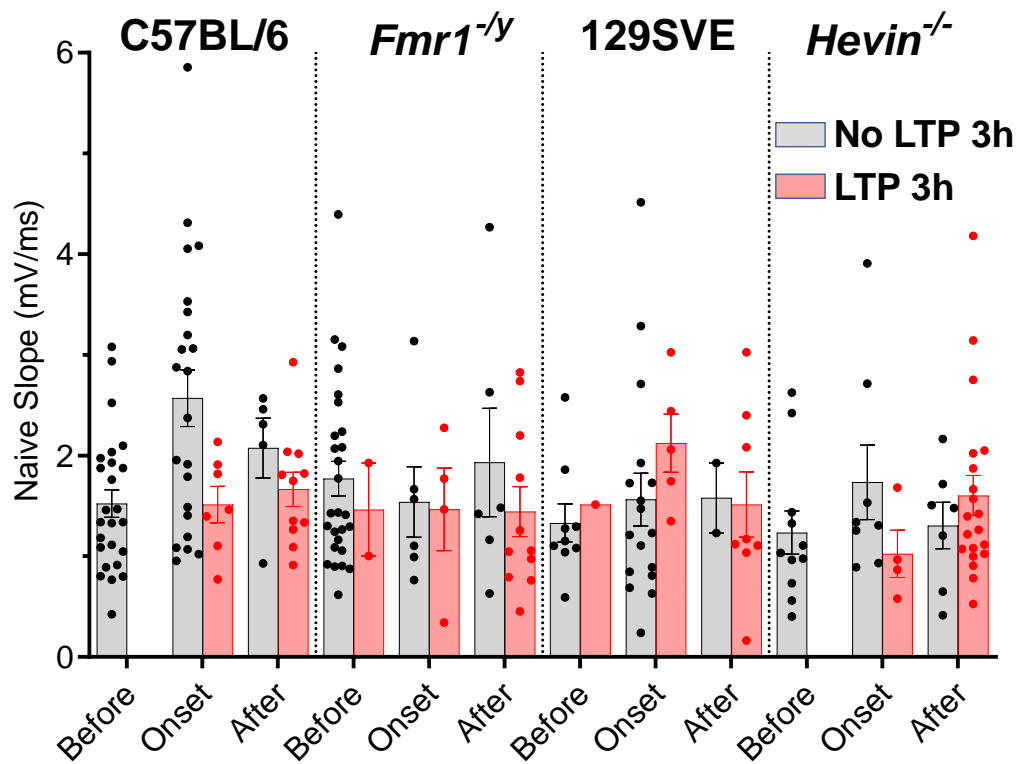 C57BL/6 Fmr1-/y 129SVE Hevin-/-
No LTP 3h
LTP 3h
Naive Slope (mV/ms)
6
4
2
0
Before Onset After Before Onset After Before Onset After Before Onset After